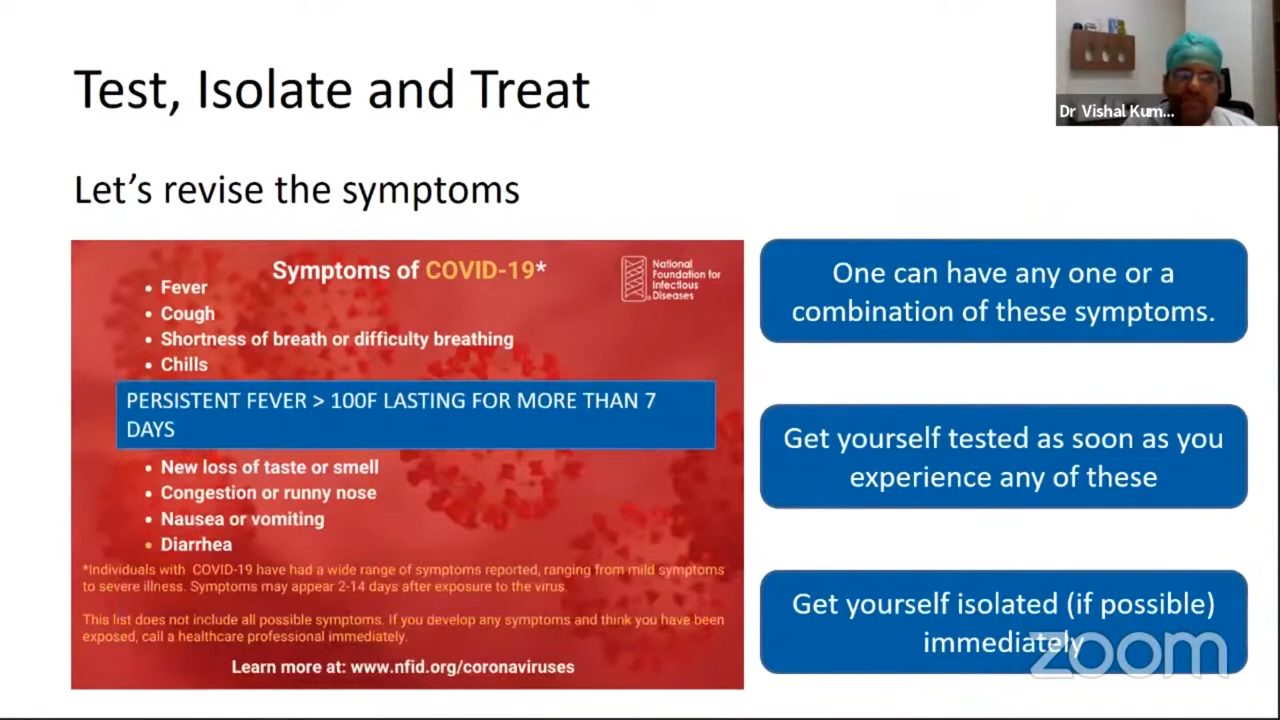 Test, Isolate and Treat
Dr Vishal Kum...
Let's revise the symptoms
Symptoms of COVID-19*
National
Foundation for
Infectious
Diseases
• Fever
• Cough
• Shortness of breath or difficulty breathing
• Chills
PERSISTENT FEVER > 100F LASTING FOR MORE THAN 7
DAYS
• New loss of taste or smell
• Congestion or runny nose
• Nausea or vomiting
• Diarrhea
*Individuals with COVID-19 have had a wide range of symptoms reported, ranging from mild symptoms
to severe illness. Symptoms may appear 2-14 days after exposure to the virus.
This list does not include all possible symptoms. If you develop any symptoms and think you have been
exposed, call a healthcare professional immediately.
Learn more at: www.nfid.org/coronaviruses
One can have any one or a
combination of these symptoms.
Get yourself tested as soon as you
experience any of these
Get yourself isolated (if possible)
immediately
zoom